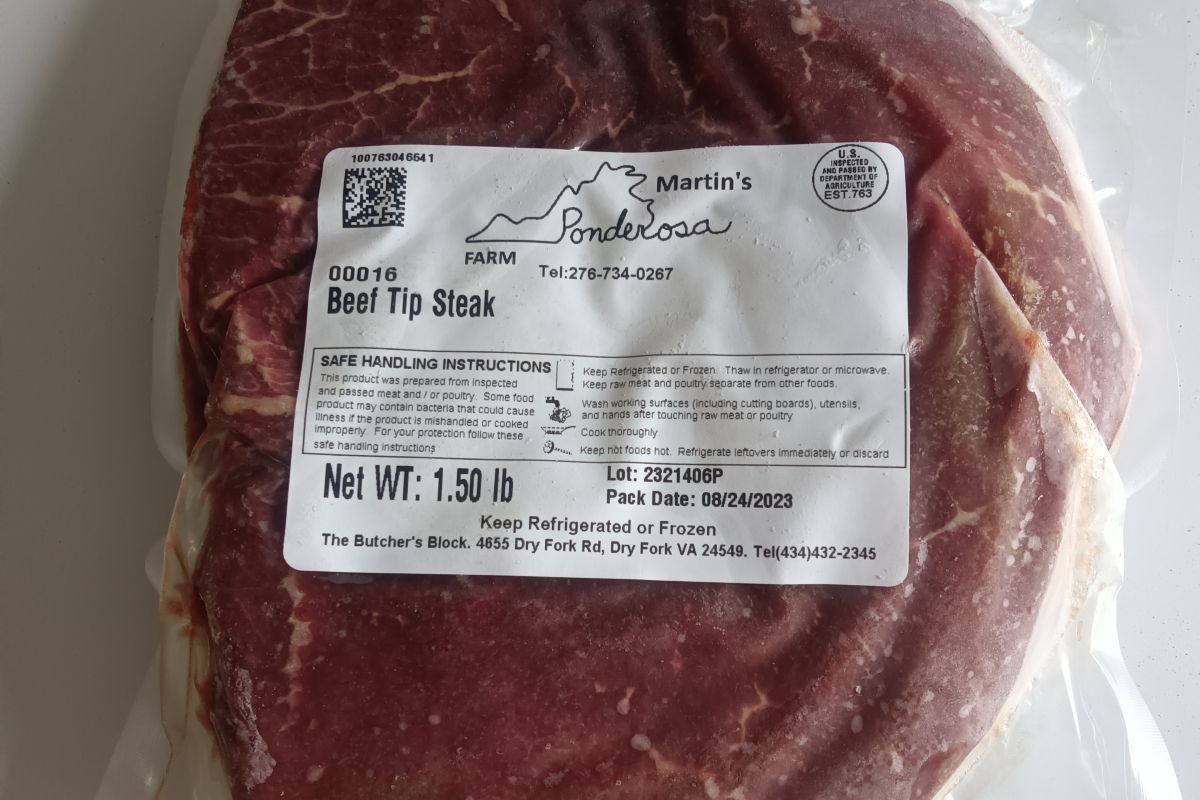 100763046641
U.S.
INSPECTED
AND PASSED BY
DEPARTMENT OF
AGRICULTURE
EST.763
Martin's
Ponderosa
FARM
Tel:276-734-0267
00016
Beef Tip Steak
SAFE HANDLING INSTRUCTIONS
This product was prepared from inspected
and passed meat and / or poultry. Some food
product may contain bacteria that could cause
illness if the product is mishandled or cooked
improperly. For your protection follow these
safe handling instructions
Keep Refrigerated or Frozen. Thaw in refrigerator or microwave.
Keep raw meat and poultry separate from other foods.
Wash working surfaces (including cutting boards), utensils,
and hands after touching raw meat or poultry
Cook thoroughly.
Keep hot foods hot. Refrigerate leftovers immediately or discard
Net WT: 1.50 lb
Lot: 2321406P
Pack Date: 08/24/2023
Keep Refrigerated or Frozen
The Butcher's Block. 4655 Dry Fork Rd, Dry Fork VA 24549. Tel(434)432-2345